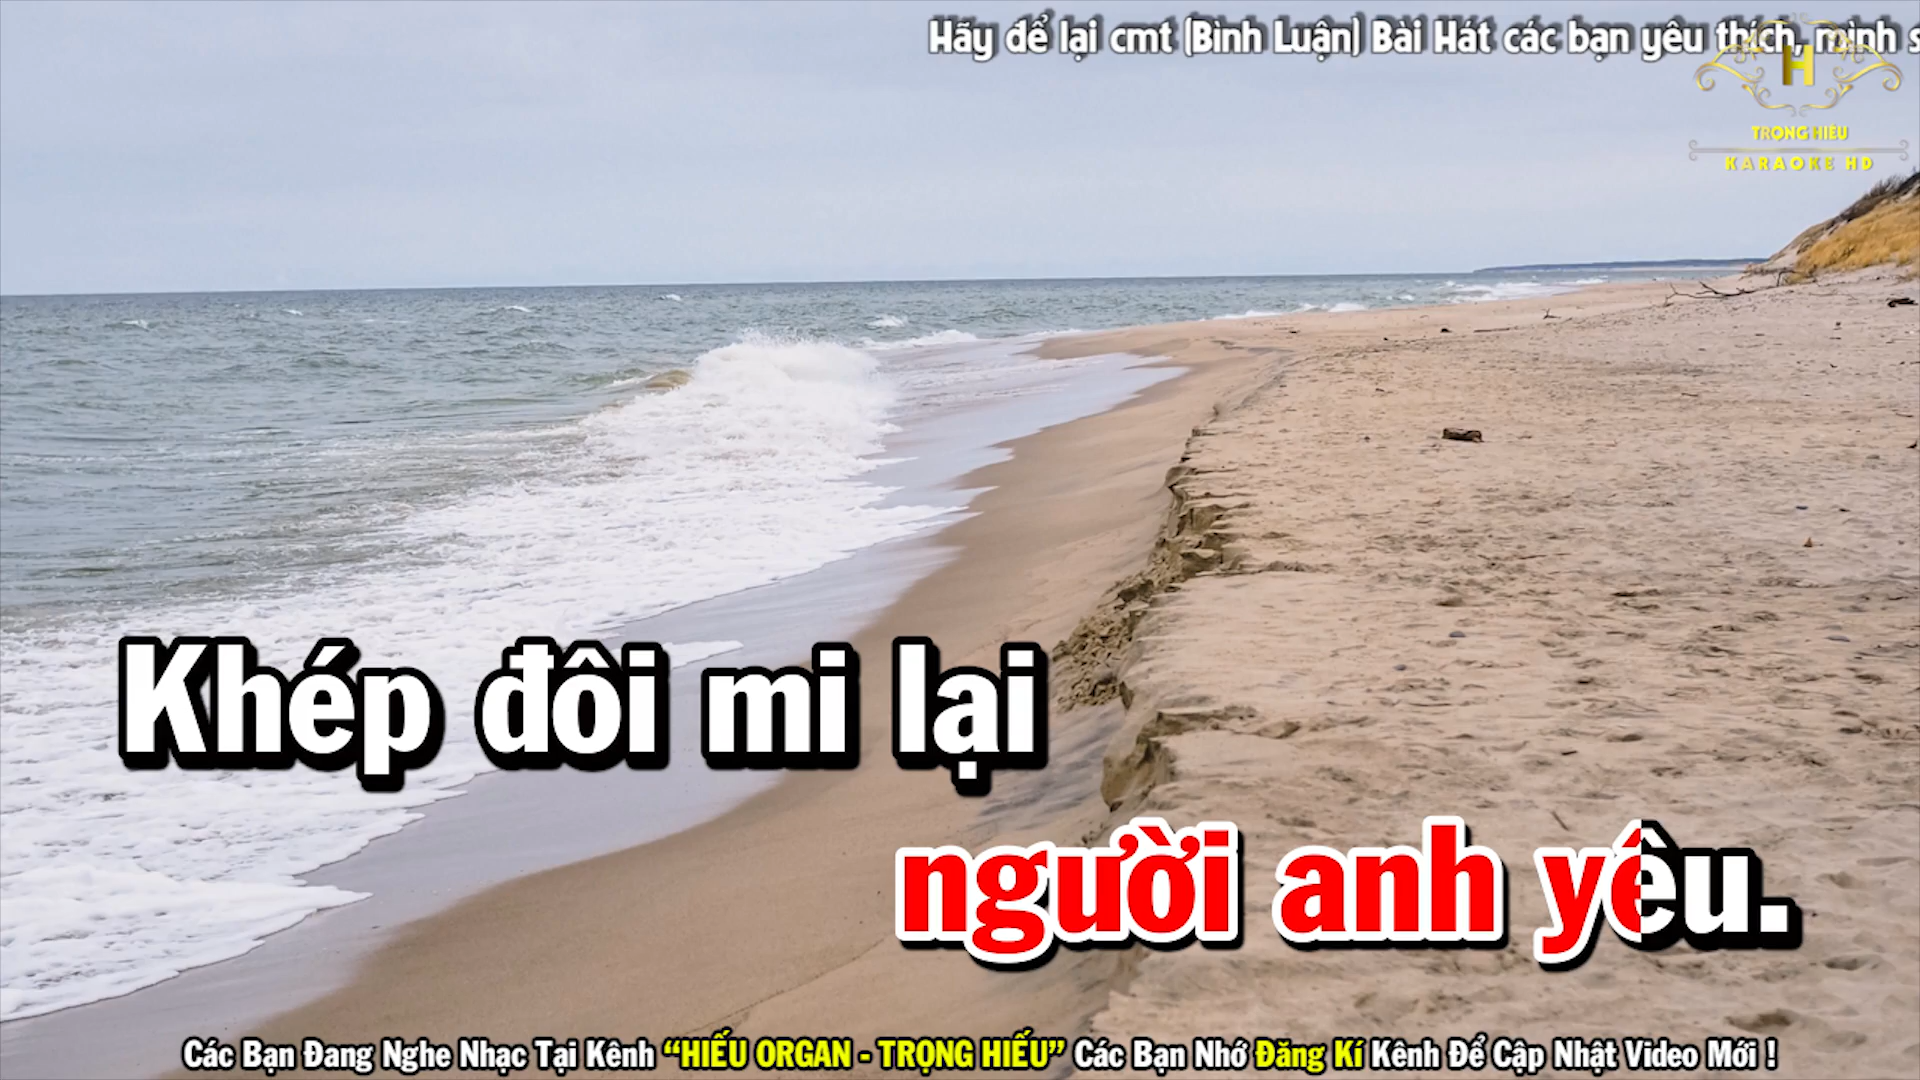 Hãy để lại cmt (Bình Luận) Bài Hát các bạn yêu thích, mình s
H
TRỌNG HIẾU
KARAOKE HD
Khép đôi mi lại
người anh yêu.
Các Bạn Đang Nghe Nhạc Tại Kênh “HIẾU ORGAN - TRỌNG HIẾU” Các Bạn Nhớ Đăng Kí Kênh Để Cập Nhật Video Mới !